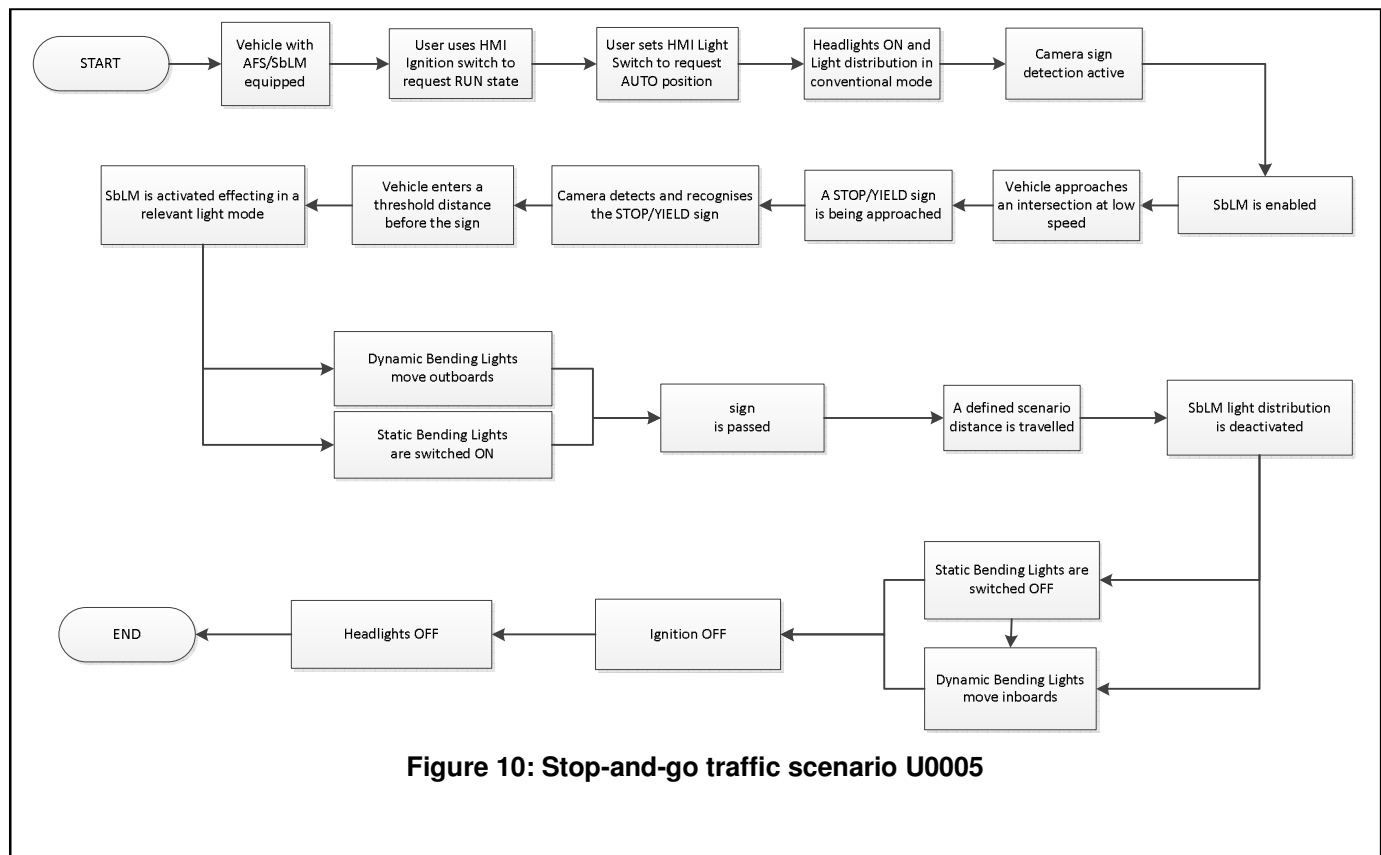 START
Vehicle with
AFS/SbLM
equipped
User uses HMI
Ignition switch to
request RUN state
User sets HMI Light
Switch to request
AUTO position
Headlights ON and
Light distribution in
conventional mode
Camera sign
detection active
SbLM is enabled
Vehicle approaches
an intersection at low
speed
A STOP/YIELD sign
is being approached
Camera detects and recognises
the STOP/YIELD sign
Vehicle enters a
threshold distance
before the sign
SbLM is activated effecting in a
relevant light mode
Dynamic Bending Lights
move outboards
Static Bending Lights
are switched ON
sign
is passed
A defined scenario
distance is travelled
SbLM light distribution
is deactivated
Static Bending Lights are
switched OFF
Dynamic Bending Lights
move inboards
Ignition OFF
Headlights OFF
END
Figure 10: Stop-and-go traffic scenario U0005